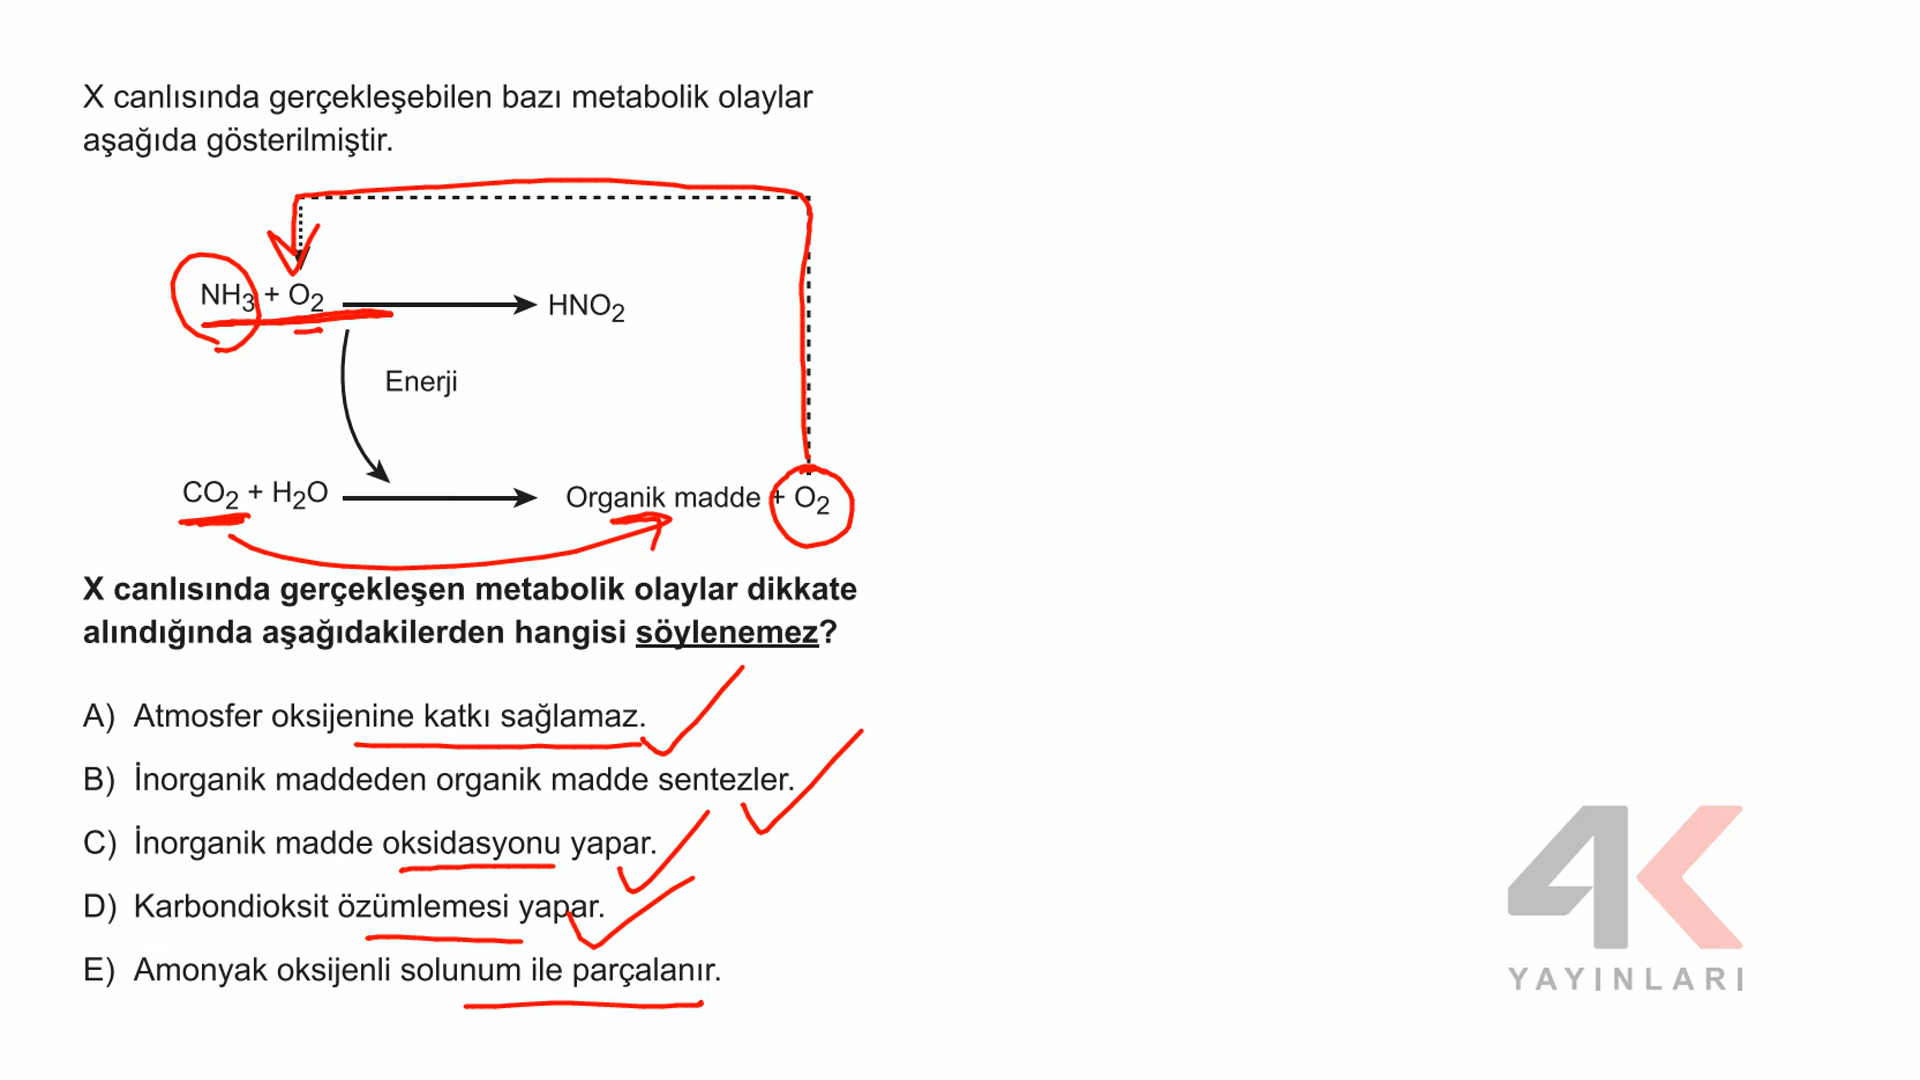 X canlısında gerçekleşebilen bazı metabolik olaylar
aşağıda gösterilmiştir.
NH₃ + O₂ HNO₂
Enerji
CO₂ + H₂O Organik madde + O₂
X canlısında gerçekleşen metabolik olaylar dikkate
alındığında aşağıdakilerden hangisi söylenemez?
A) Atmosfer oksijenine katkı sağlamaz.
B) İnorganik maddeden organik madde sentezler.
C) İnorganik madde oksidasyonu yapar.
D) Karbondioksit özümlemesi yapar.
E) Amonyak oksijenli solunum ile parçalanır.
4K
YAYINLARI